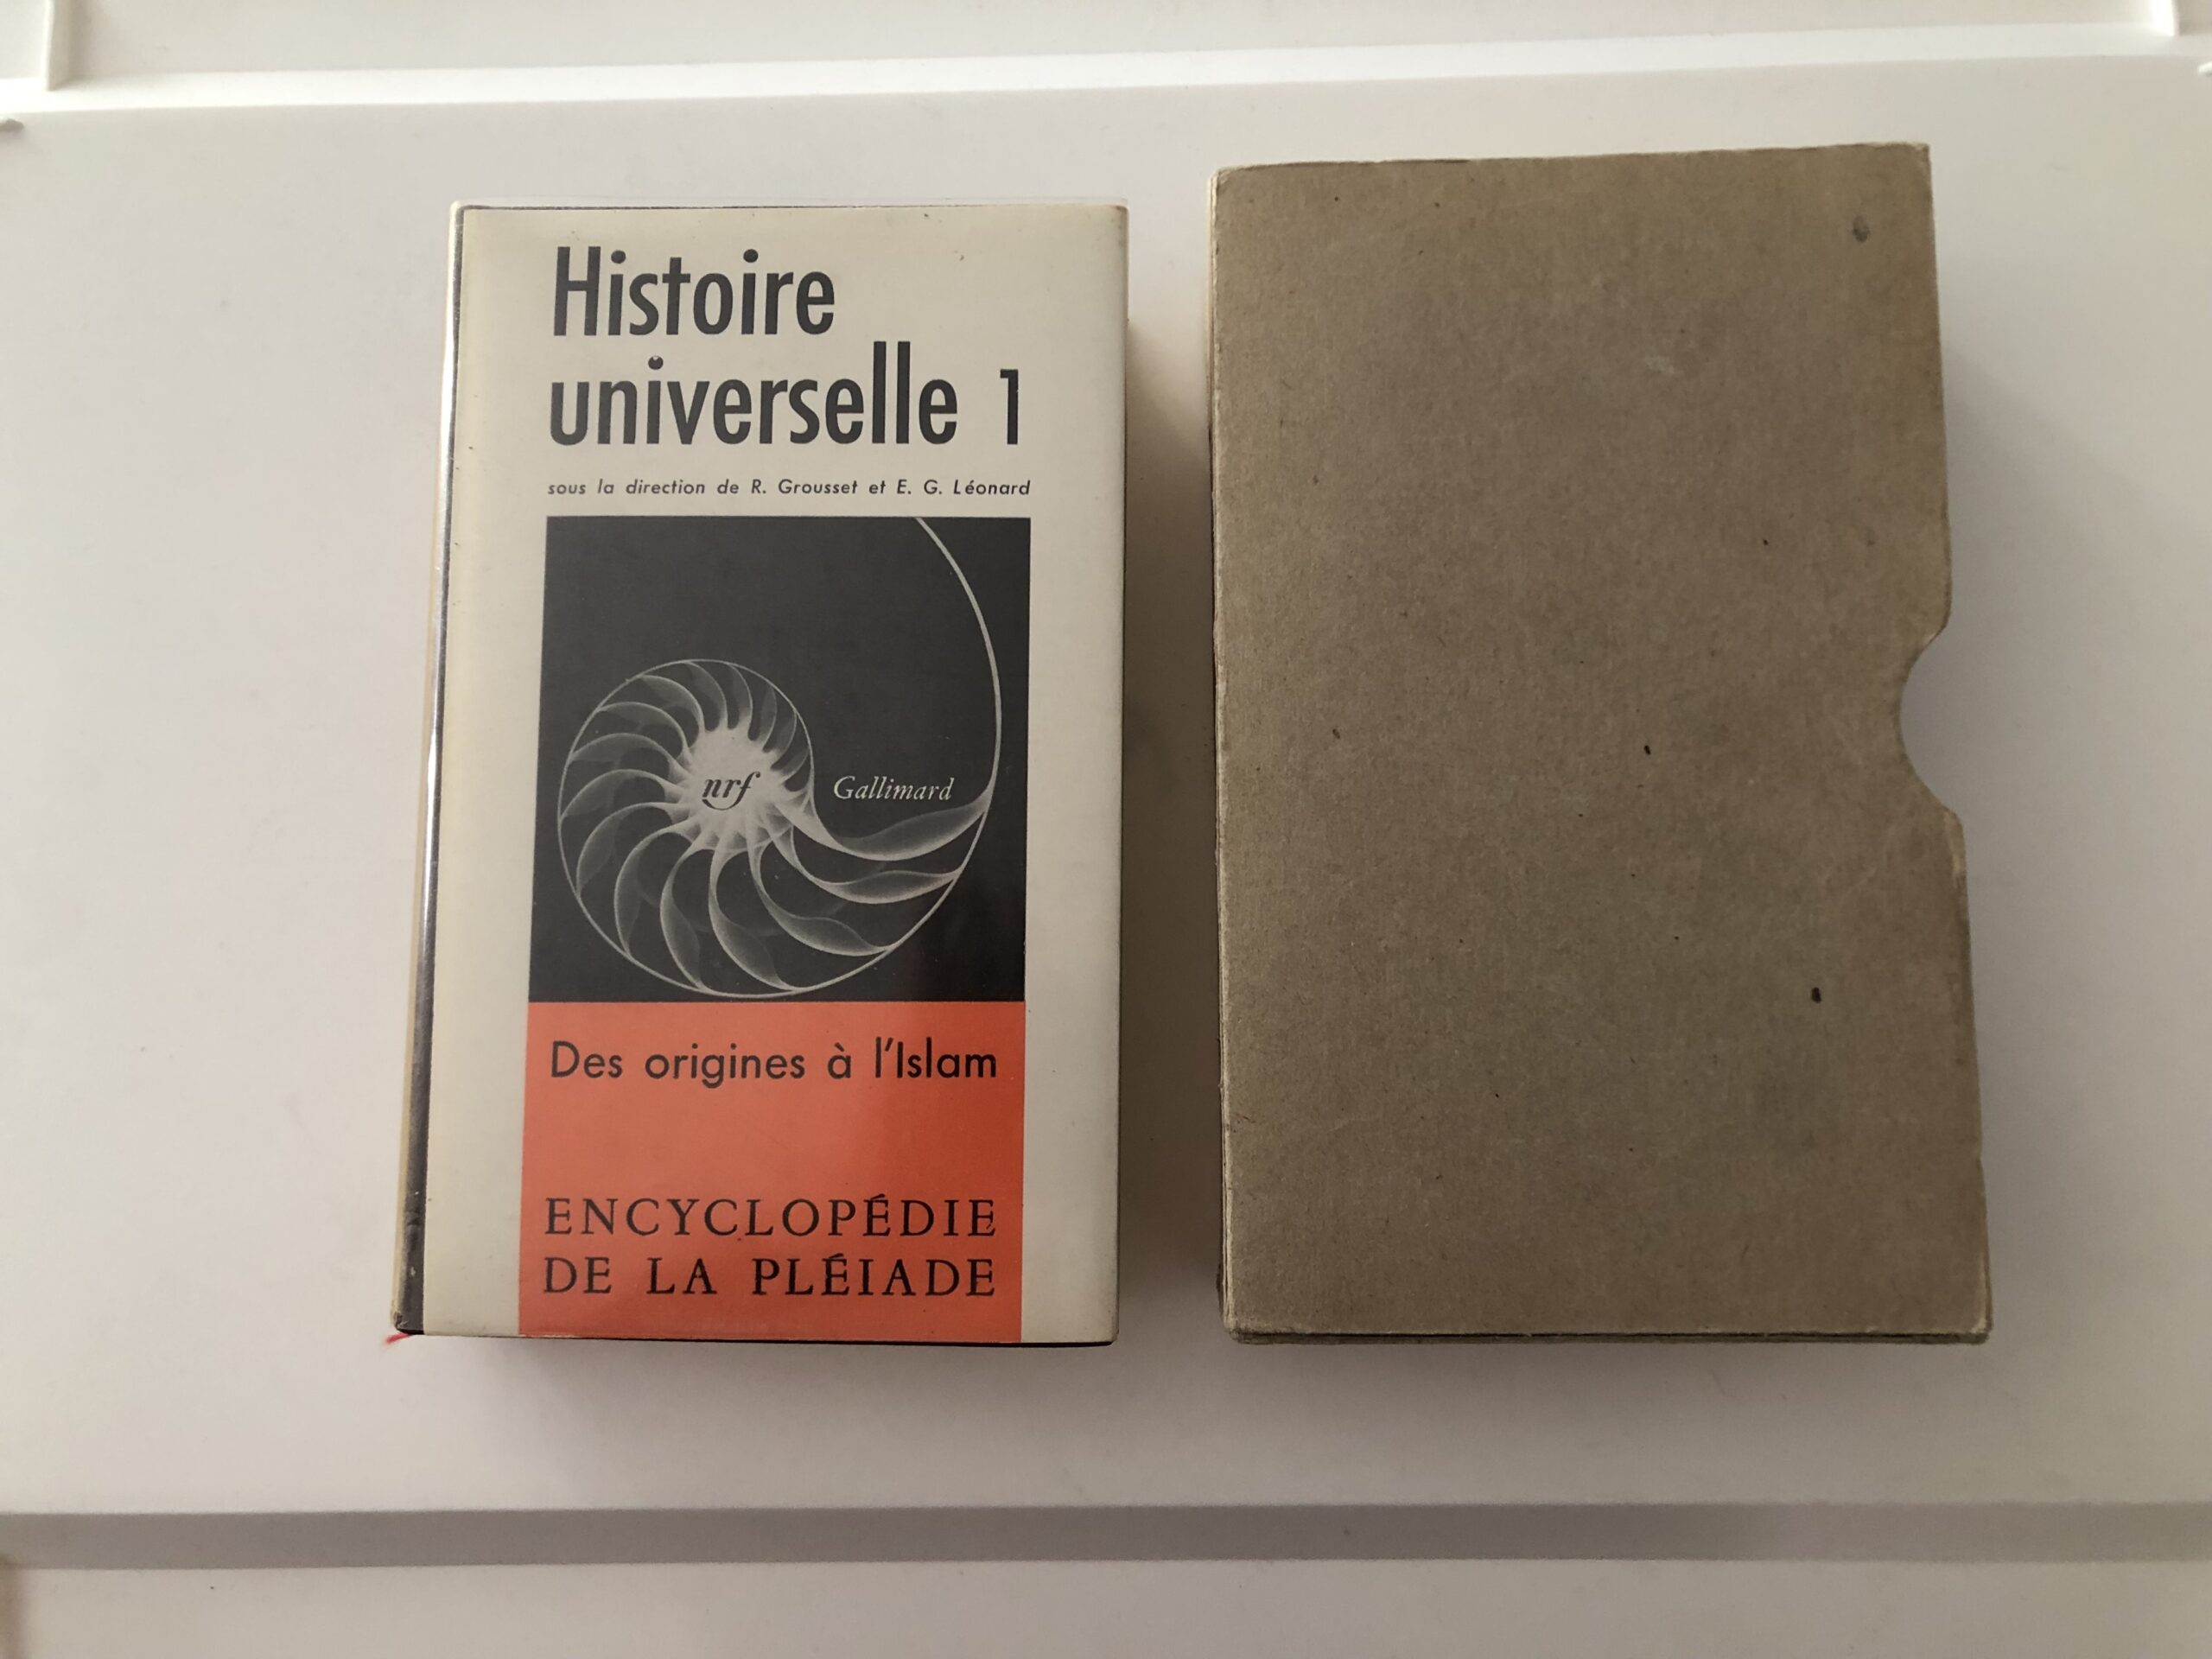 Histoire
universelle 1
sous la direction de R. Grousset et E. G. Léonard
nrf
Gallimard
Des origines à l'Islam
ENCYCLOPÉDIE
DE LA PLÉIADE